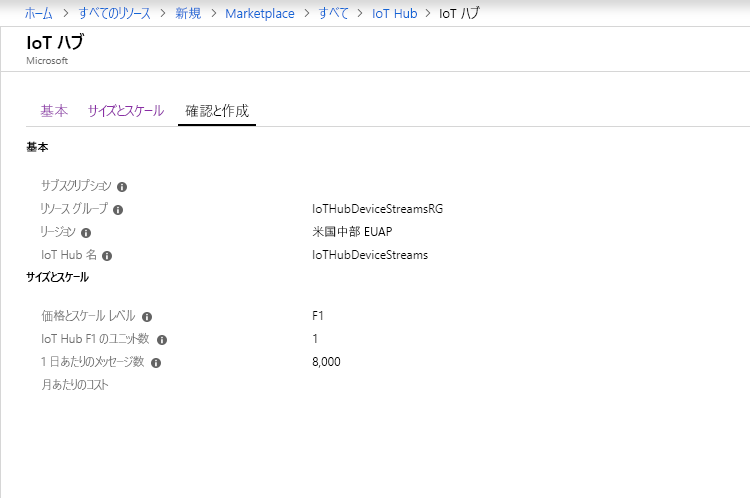 ホーム > すべてのリソース > 新規 > Marketplace > すべて > IoT Hub > IoT ハブ
IoT ハブ
Microsoft
基本 サイズとスケール 確認と作成
基本
サブスクリプション
リソース グループ IoTHubDeviceStreamsRG
リージョン 米国中部 EUAP
IoT Hub 名 IoTHubDeviceStreams
サイズとスケール
価格とスケール レベル F1
IoT Hub F1 のユニット数 1
1 日あたりのメッセージ数 8,000
月あたりのコスト